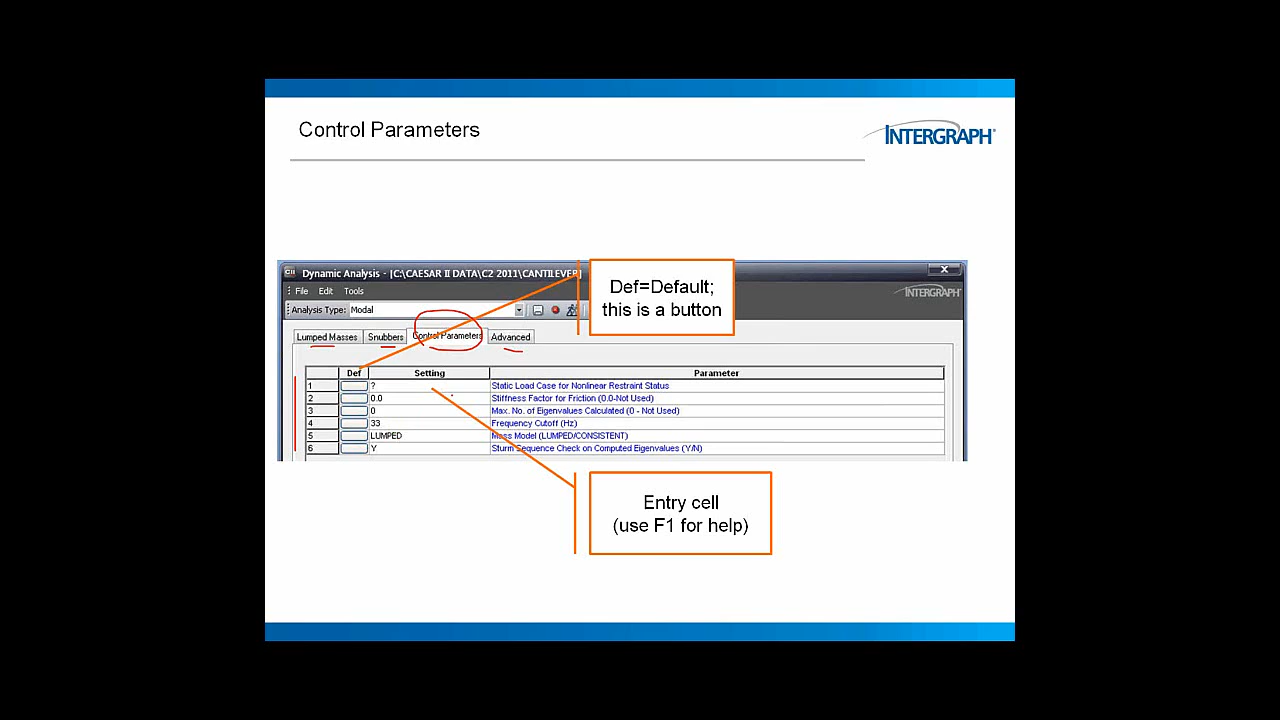 Control Parameters
INTERGRAPH
CII Dynamic Analysis - [C:\CAESAR II DATA\C2 2011\CANTILEVER]
Def=Default;
this is a button
File Edit Tools
INTERGRAPH
Analysis Type: Modal
Lumped Masses Snubbers Control Parameters Advanced
Def Setting Parameter
1 ? Static Load Case for Nonlinear Restraint Status
2 0.0 Stiffness Factor for Friction (0.0-Not Used)
3 0 Max. No. of Eigenvalues Calculated (0 - Not Used)
4 33 Frequency Cutoff (Hz)
5 LUMPED Mass Model (LUMPED/CONSISTENT)
6 Y Sturm Sequence Check on Computed Eigenvalues (Y/N)
Entry cell
(use F1 for help)